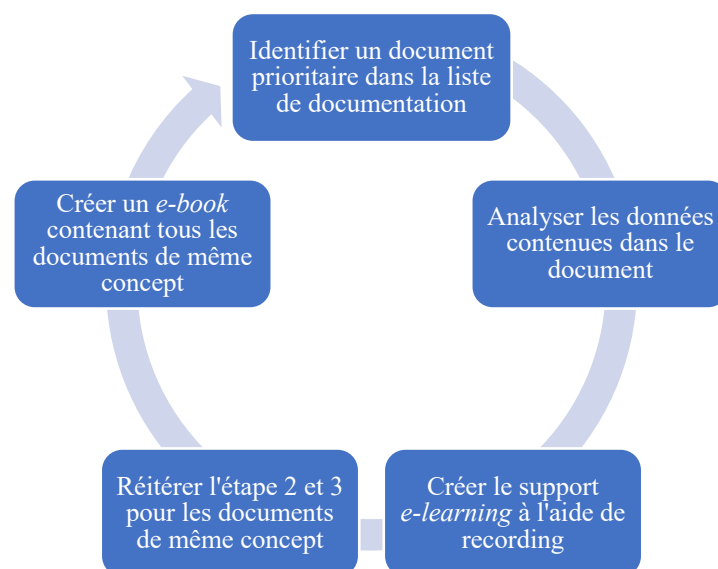 Identifier un document
prioritaire dans la liste
de documentation
Analyser les données
contenues dans le
document
Créer le support
e-learning à l'aide de
recording
Réitérer l'étape 2 et 3
pour les documents
de même concept
Créer un e-book
contenant tous les
documents de même
concept